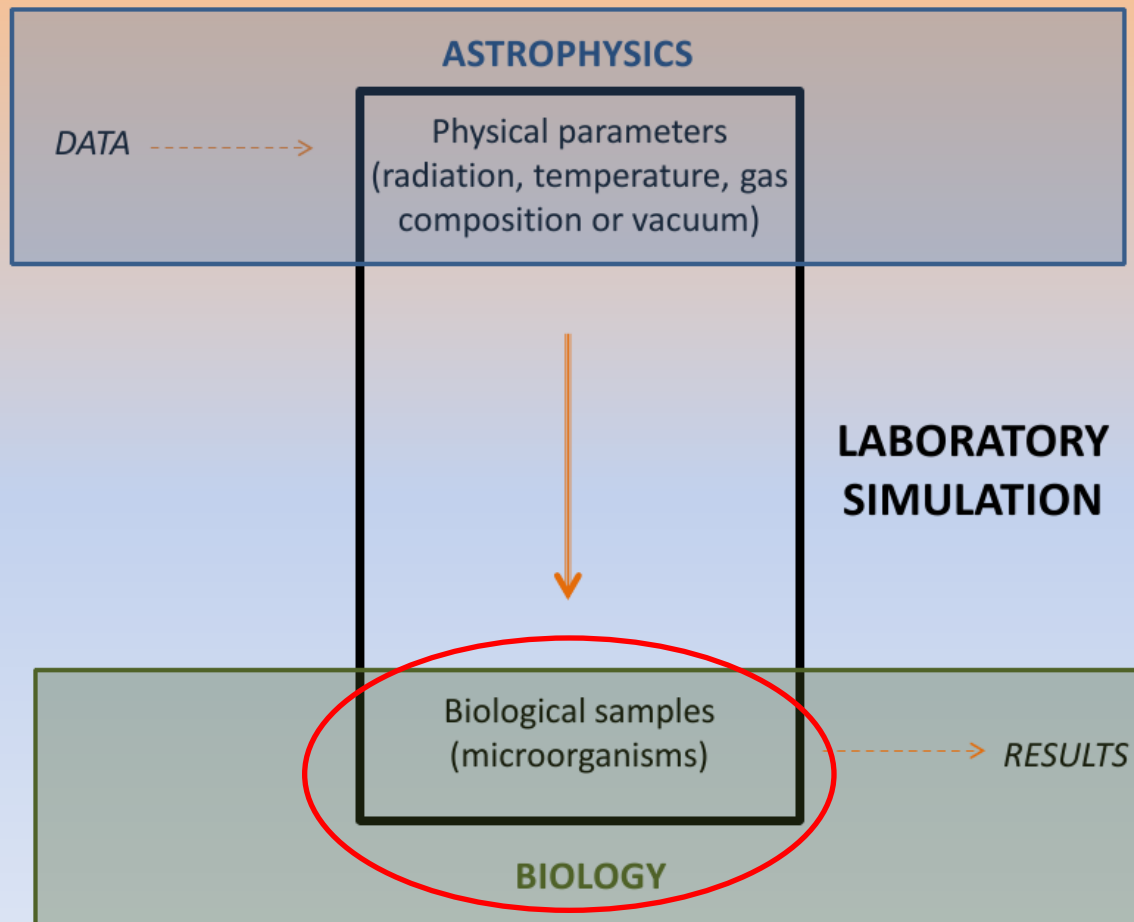 ASTROPHYSICS
DATA
Physical parameters
(radiation, temperature, gas
composition or vacuum)
LABORATORY
SIMULATION
Biological samples
(microorganisms)
RESULTS
BIOLOGY